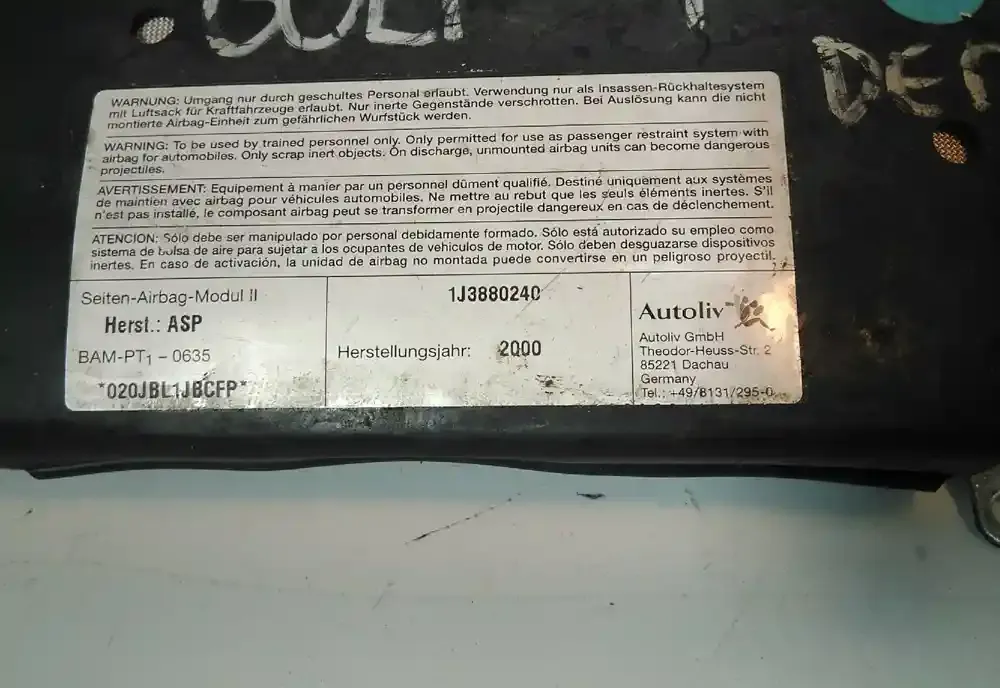 GOLF
DER
WARNUNG: Umgang nur durch geschultes Personal erlaubt. Verwendung nur als Insassen-Rückhaltesystem
mit Luftsack für Kraftfahrzeuge erlaubt. Nur inerte Gegenstände verschrotten. Bei Auslösung kann die nicht
montierte Airbag-Einheit zum gefährlichen Wurfstück werden.
WARNING: To be used by trained personnel only. Only permitted for use as passenger restraint system with
airbag for automobiles. Only scrap inert objects. On discharge, unmounted airbag units can become dangerous
projectiles.
AVERTISSEMENT: Equipement à manier par un personnel dûment qualifié. Destiné uniquement aux systèmes
de maintien avec airbag pour véhicules automobiles. Ne mettre au rebut que les seuls éléments inertes. S'il
n'est pas installé, le composant airbag peut se transformer en projectile dangereux en cas de déclenchement.
ATENCION: Sólo debe ser manipulado por personal debidamente formado. Sólo está autorizado su empleo como
sistema de bolsa de aire para sujetar a los ocupantes de vehiculos de motor. Sólo deben desguazarse dispositivos
inertes. En caso de activación, la unidad de airbag no montada puede convertirse en un peligroso proyectil.
Seiten-Airbag-Modul II
Herst.: ASP
BAM-PT1 - 0635
*020JBL1JBCFP*
1J3880240
Herstellungsjahr: 2000
Autoliv
Autoliv GmbH
Theodor-Heuss-Str. 2
85221 Dachau
Germany
Tel.: +49/8131/295-0